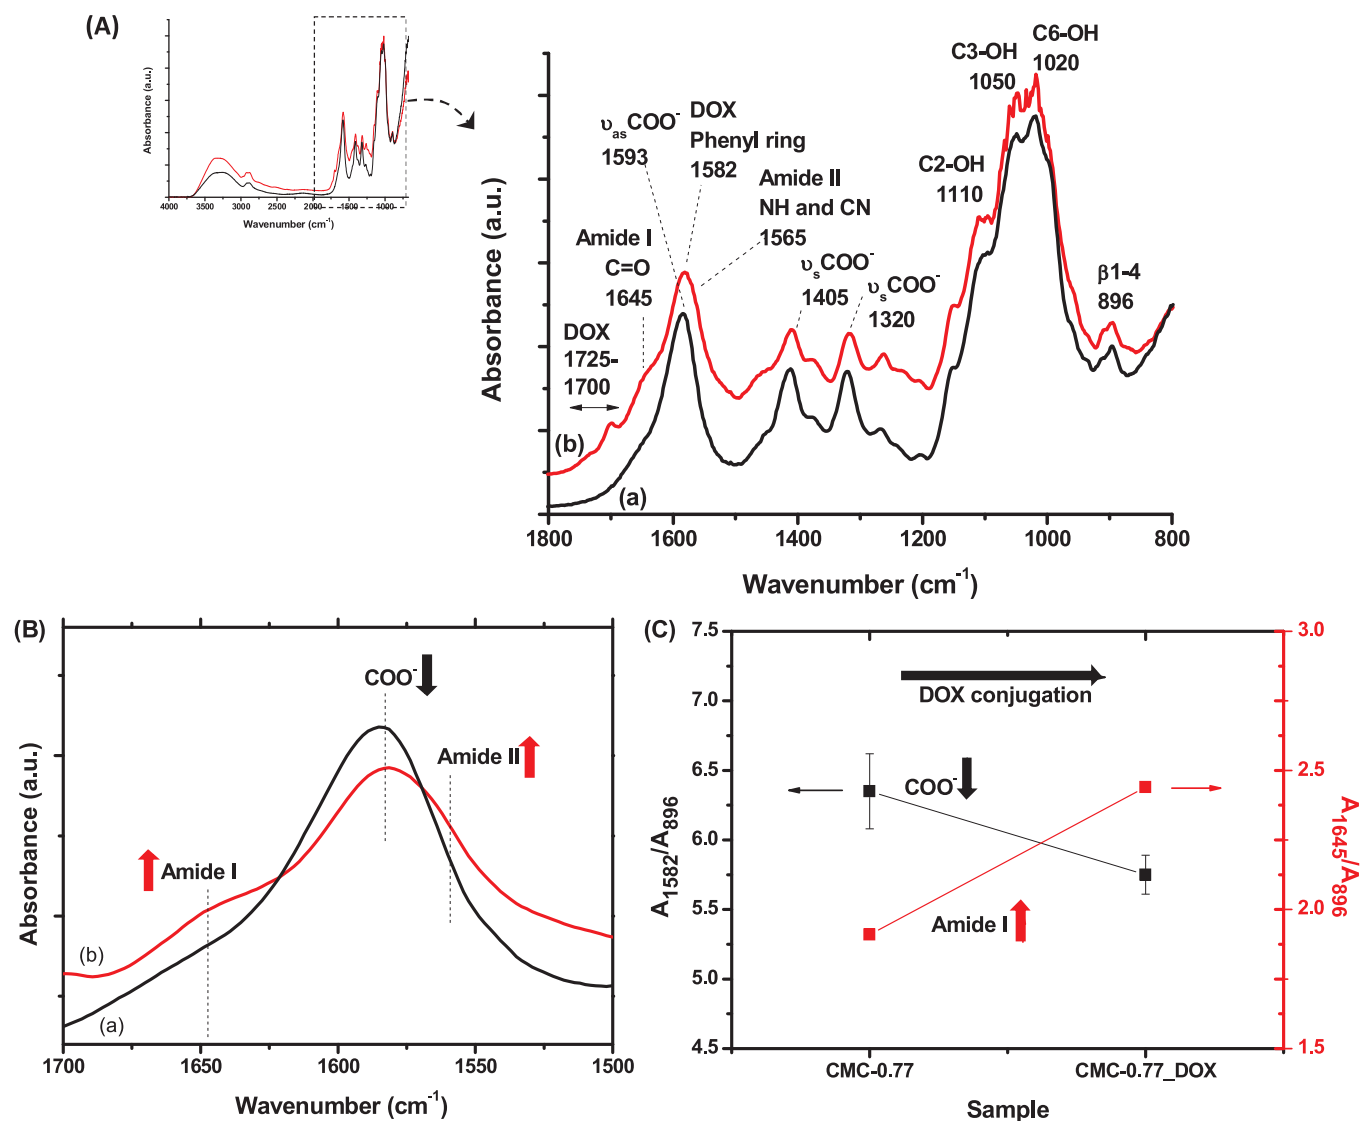 (A)
Absorbance (a.u.)
4000 3500 3000 2500 2000 1500 4000
Wavenumber (cm⁻¹)
Absorbance (a.u.)
C3-OH
1050
C6-OH
1020
υasCOO⁻
1593
DOX
Phenyl ring
1582
C2-OH
1110
Amide II
NH and CN
1565
Amide I
C=O
1645
υsCOO⁻
1405
υsCOO⁻
1320
β1-4
896
DOX
1725-
1700
(b)
(a)
1800 1600 1400 1200 1000 800
Wavenumber (cm⁻¹)
(B)
Absorbance (a.u.)
COO⁻
Amide II
Amide I
(b)
(a)
1700 1650 1600 1550 1500
Wavenumber (cm⁻¹)
(C)
A1582/A896
7.5
7.0
6.5
6.0
5.5
5.0
4.5
DOX conjugation
COO⁻
Amide I
3.0
2.5
2.0
1.5
A1645/A896
CMC-0.77 CMC-0.77_DOX
Sample